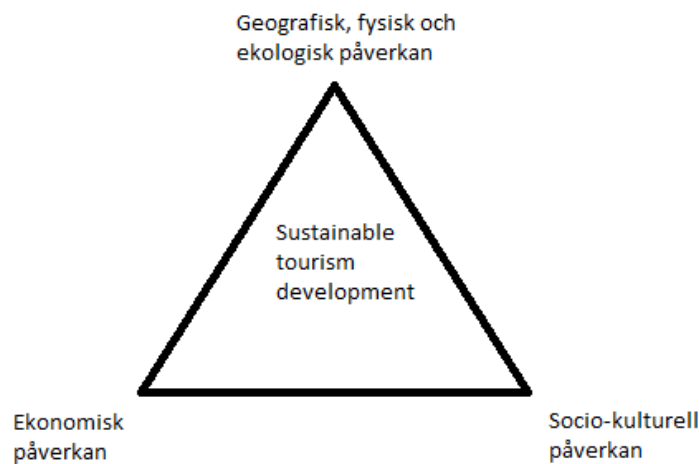 Geografisk, fysisk och
ekologisk påverkan
Sustainable
tourism
development
Ekonomisk
påverkan
Socio-kulturell
påverkan